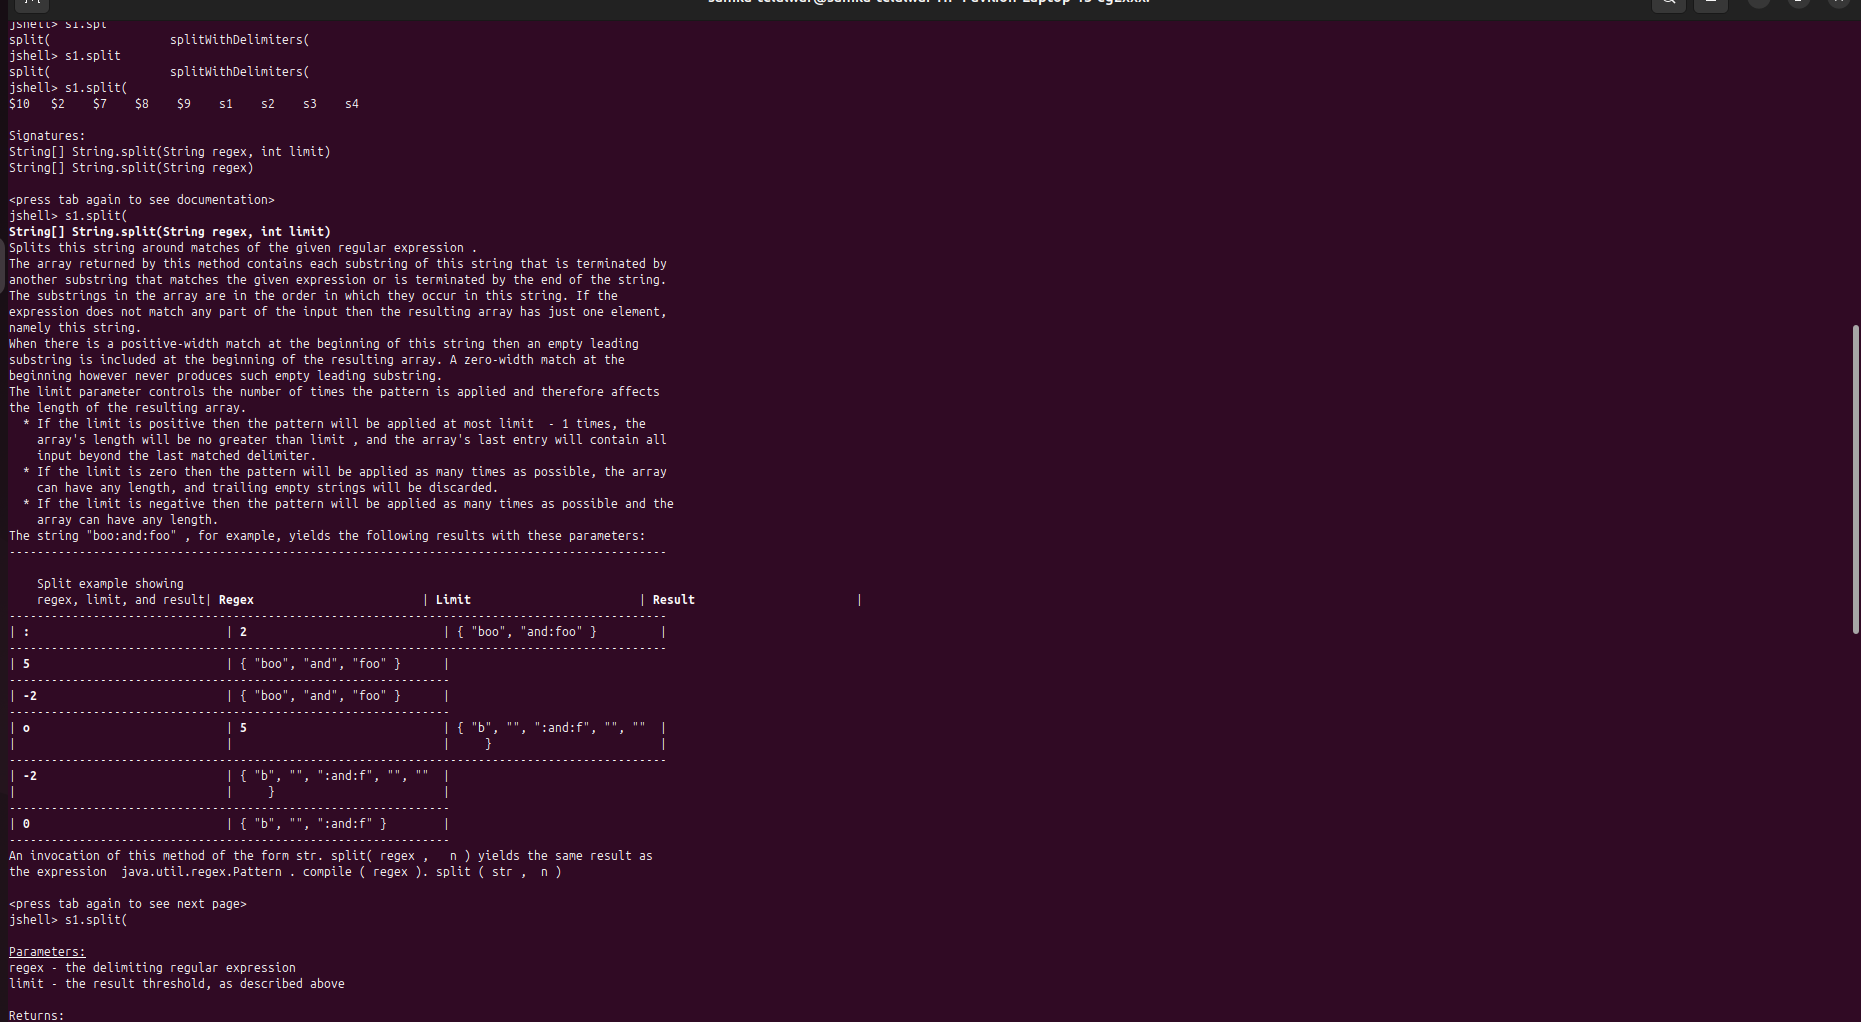 jshell> s1.spl
split(                 splitWithDelimiters(
jshell> s1.split
split(                 splitWithDelimiters(
jshell> s1.split(
$10   $2    $7    $8    $9    s1    s2    s3    s4
Signatures:
String[] String.split(String regex, int limit)
String[] String.split(String regex)
<press tab again to see documentation>
jshell> s1.split(
String[] String.split(String regex, int limit)
Splits this string around matches of the given regular expression .
The array returned by this method contains each substring of this string that is terminated by
another substring that matches the given expression or is terminated by the end of the string.
The substrings in the array are in the order in which they occur in this string. If the
expression does not match any part of the input then the resulting array has just one element,
namely this string.
When there is a positive-width match at the beginning of this string then an empty leading
substring is included at the beginning of the resulting array. A zero-width match at the
beginning however never produces such empty leading substring.
The limit parameter controls the number of times the pattern is applied and therefore affects
the length of the resulting array.
  * If the limit is positive then the pattern will be applied at most limit  - 1 times, the
    array's length will be no greater than limit , and the array's last entry will contain all
    input beyond the last matched delimiter.
  * If the limit is zero then the pattern will be applied as many times as possible, the array
    can have any length, and trailing empty strings will be discarded.
  * If the limit is negative then the pattern will be applied as many times as possible and the
    array can have any length.
The string "boo:and:foo" , for example, yields the following results with these parameters:
----------------------------------------------------------------------------------------------
    Split example showing
    regex, limit, and result| Regex                        | Limit                        | Result                       |
----------------------------------------------------------------------------------------------
| :                            | 2                            | { "boo", "and:foo" }         |
----------------------------------------------------------------------------------------------
| 5                            | { "boo", "and", "foo" }      |
---------------------------------------------------------------
| -2                           | { "boo", "and", "foo" }      |
---------------------------------------------------------------
| o                            | 5                            | { "b", "", ":and:f", "", ""  |
|                              |                              |     }                        |
----------------------------------------------------------------------------------------------
| -2                           | { "b", "", ":and:f", "", ""  |
|                              |     }                        |
---------------------------------------------------------------
| 0                            | { "b", "", ":and:f" }        |
---------------------------------------------------------------
An invocation of this method of the form str. split( regex ,   n ) yields the same result as
the expression  java.util.regex.Pattern . compile ( regex ). split ( str ,  n )
<press tab again to see next page>
jshell> s1.split(
Parameters:
regex - the delimiting regular expression
limit - the result threshold, as described above
Returns: